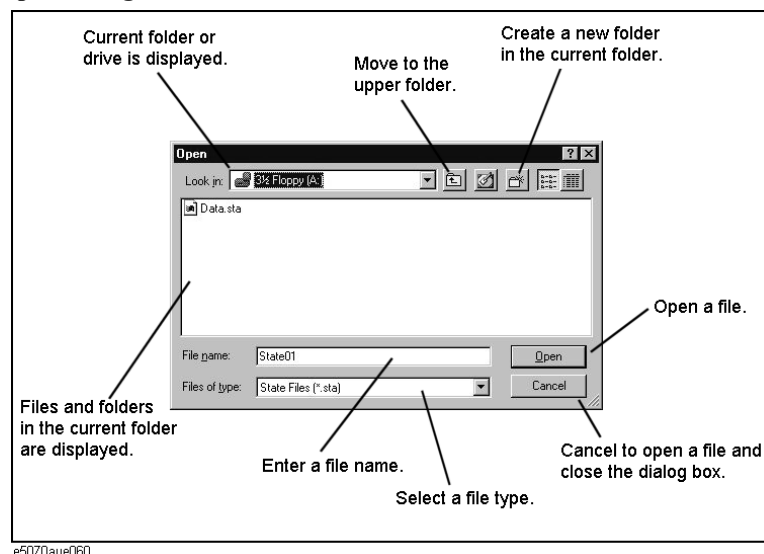 Current folder or
drive is displayed.
Move to the
upper folder.
Create a new folder
in the current folder.
Open
Look in: 3½ Floppy (A:
Data.sta
File name: State01 Open
Files of type: State Files (*.sta) Cancel
Open a file.
Files and folders
in the current folder
are displayed.
Enter a file name.
Select a file type.
Cancel to open a file and
close the dialog box.
e5070aue060